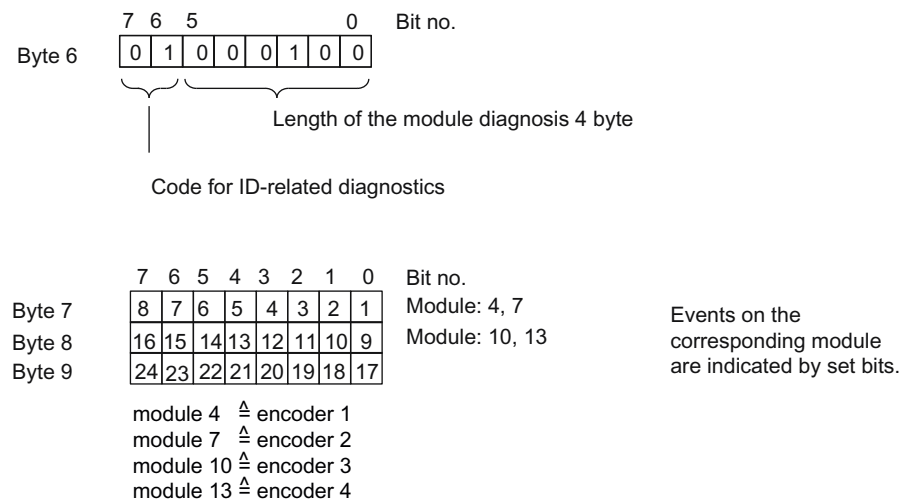 7 6 5 0 Bit no.
Byte 6 0 1 0 0 0 1 0 0
Length of the module diagnosis 4 byte
Code for ID-related diagnostics
7 6 5 4 3 2 1 0 Bit no.
Byte 7 8 7 6 5 4 3 2 1 Module: 4, 7
Byte 8 16 15 14 13 12 11 10 9 Module: 10, 13
Byte 9 24 23 22 21 20 19 18 17
Events on the
corresponding module
are indicated by set bits.
module 4 ≙ encoder 1
module 7 ≙ encoder 2
module 10 ≙ encoder 3
module 13 ≙ encoder 4